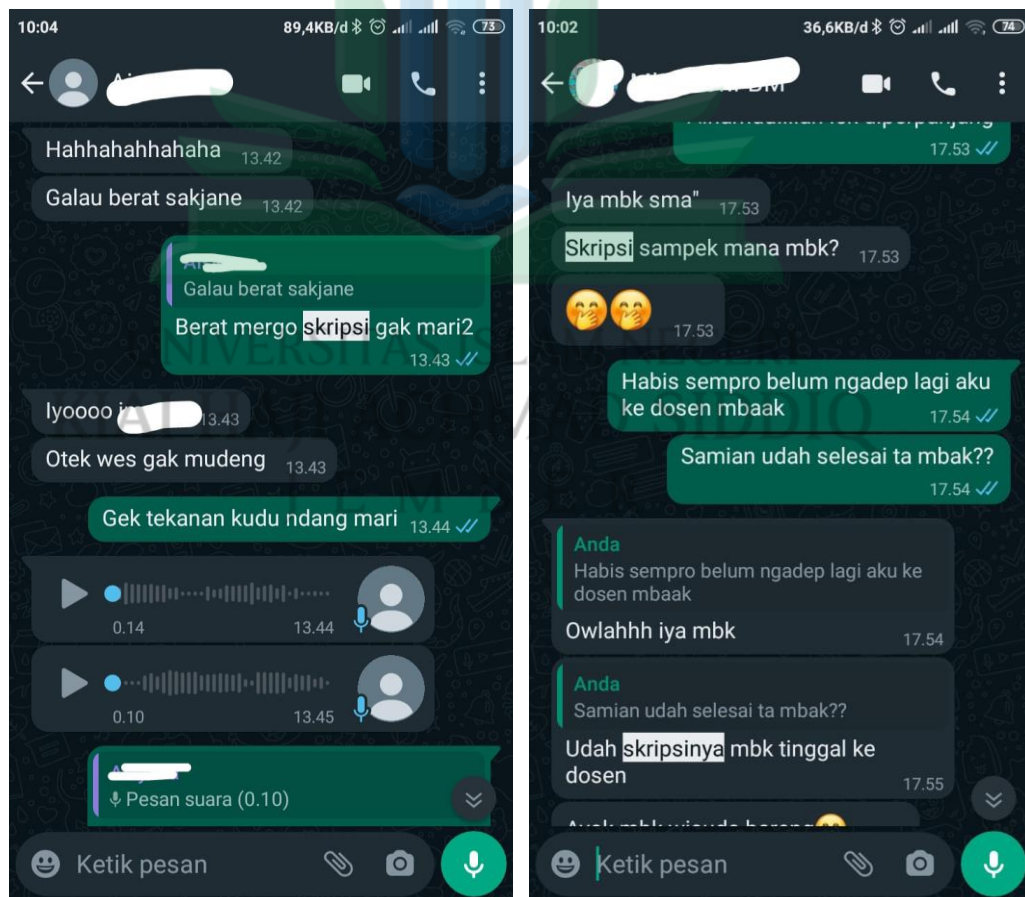 10:04
89,4KB/d
73
Hahhahahhahaha 13.42
Galau berat sakjane 13.42
Galau berat sakjane
Berat mergo skripsi gak mari2
13.43
Iyoooo
13.43
Otek wes gak mudeng 13.43
Gek tekanan kudu ndang mari 13.44
0.14 13.44
0.10 13.45
Pesan suara (0.10)
Ketik pesan
10:02
36,6KB/d
74
17.53
Iya mbk sma" 17.53
Skripsi sampek mana mbk? 17.53
17.53
Habis sempro belum ngadep lagi aku
ke dosen mbaak
17.54
Samian udah selesai ta mbak??
17.54
Anda
Habis sempro belum ngadep lagi aku ke
dosen mbaak
Owlahhh iya mbk
17.54
Anda
Samian udah selesai ta mbak??
Udah skripsinya mbk tinggal ke
dosen
17.55
Ketik pesan
UNIVERSITAS ISLAM NEGERI
SIDDIQ